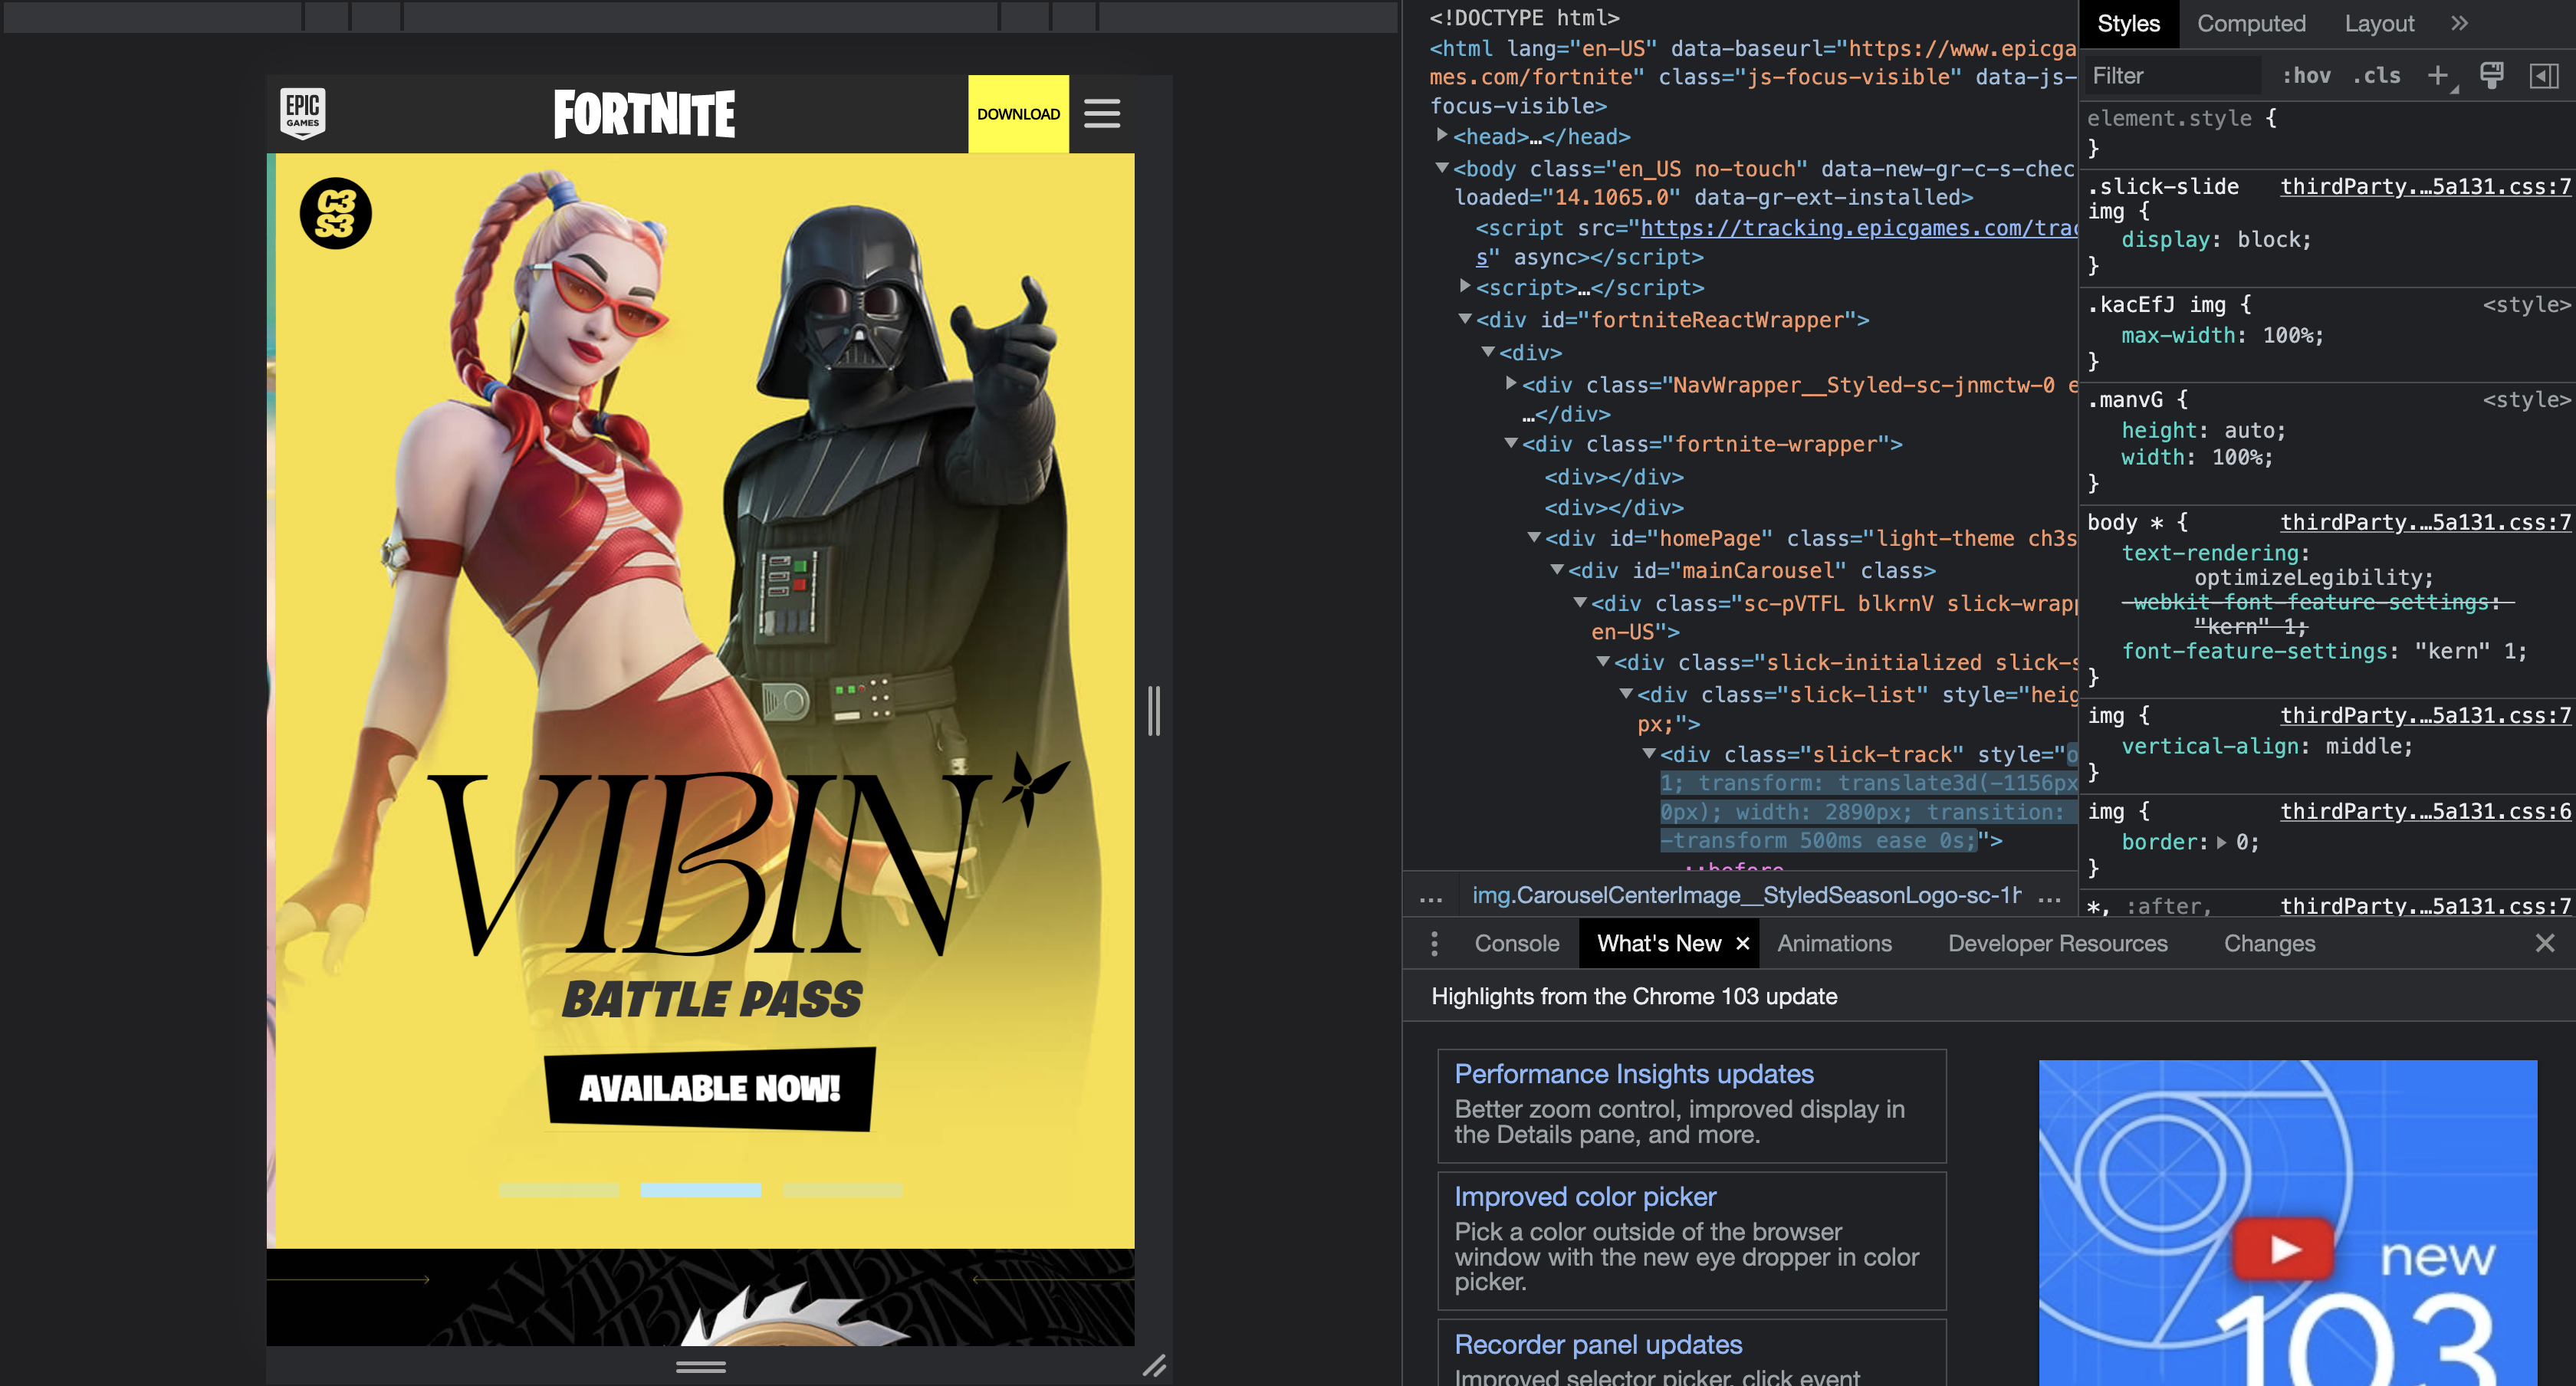 EPIC
GAMES
FORTNITE
DOWNLOAD
C3
S3
VIBIN
BATTLE PASS
AVAILABLE NOW!
<!DOCTYPE html>
<html lang="en-US" data-baseurl="https://www.epicga
mes.com/fortnite" class="js-focus-visible" data-js-
focus-visible>
<head>…</head>
<body class="en_US no-touch" data-new-gr-c-s-chec
loaded="14.1065.0" data-gr-ext-installed>
<script src="https://tracking.epicgames.com/trac
s" async></script>
<script>…</script>
<div id="fortniteReactWrapper">
<div>
<div class="NavWrapper__Styled-sc-jnmctw-0 e
…</div>
<div class="fortnite-wrapper">
<div></div>
<div></div>
<div id="homePage" class="light-theme ch3s
<div id="mainCarousel" class>
<div class="sc-pVTFL blkrnV slick-wrapp
en-US">
<div class="slick-initialized slick-s
<div class="slick-list" style="heig
px;">
<div class="slick-track" style="o
1; transform: translate3d(-1156px
0px); width: 2890px; transition:
-transform 500ms ease 0s;">
::before
… img.CarouselCenterImage__StyledSeasonLogo-sc-1h …
Styles Computed Layout »
Filter :hov .cls +
element.style {
}
.slick-slide thirdParty.…5a131.css:7
img {
display: block;
}
.kacEfJ img { <style>
max-width: 100%;
}
.manvG { <style>
height: auto;
width: 100%;
}
body * { thirdParty.…5a131.css:7
text-rendering:
optimizeLegibility;
-webkit-font-feature-settings:
"kern" 1;
font-feature-settings: "kern" 1;
}
img { thirdParty.…5a131.css:7
vertical-align: middle;
}
img { thirdParty.…5a131.css:6
border: 0;
}
*, :after, thirdParty.…5a131.css:7
Console What's New × Animations Developer Resources Changes ×
Highlights from the Chrome 103 update
Performance Insights updates
Better zoom control, improved display in
the Details pane, and more.
Improved color picker
Pick a color outside of the browser
window with the new eye dropper in color
picker.
Recorder panel updates
Improved selector picker, click event
new
103